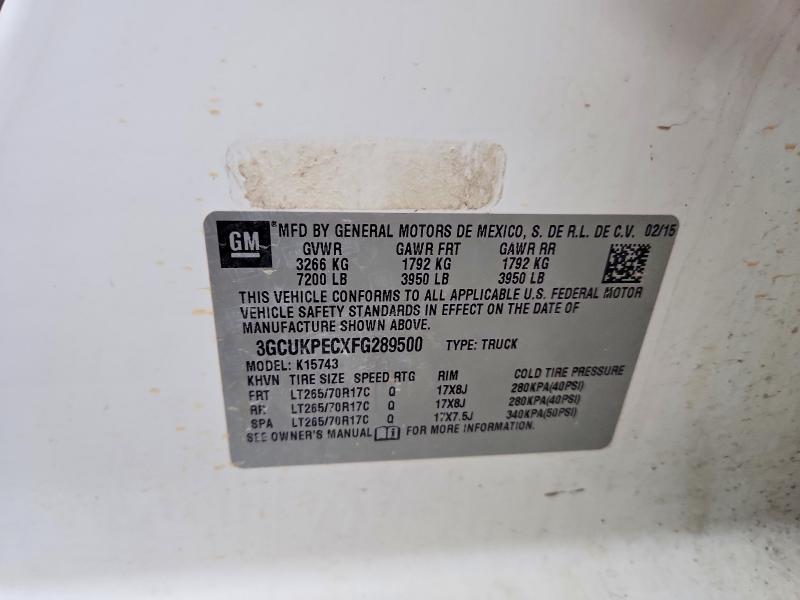 GM ® MFD BY GENERAL MOTORS DE MEXICO, S. DE R.L. DE C.V. 02/15
GVWR GAWR FRT GAWR RR
3266 KG 1792 KG 1792 KG
7200 LB 3950 LB 3950 LB
THIS VEHICLE CONFORMS TO ALL APPLICABLE U.S. FEDERAL MOTOR
VEHICLE SAFETY STANDARDS IN EFFECT ON THE DATE OF
MANUFACTURE SHOWN ABOVE.
3GCUKPECXFG289500 TYPE: TRUCK
MODEL: K15743
KHVN TIRE SIZE SPEED RTG RIM COLD TIRE PRESSURE
FRT LT265/70R17C Q 17X8J 280KPA(40PSI)
RR LT265/70R17C Q 17X8J 280KPA(40PSI)
SPA LT265/70R17C Q 17X7.5J 340KPA(50PSI)
SEE OWNER'S MANUAL i FOR MORE INFORMATION.